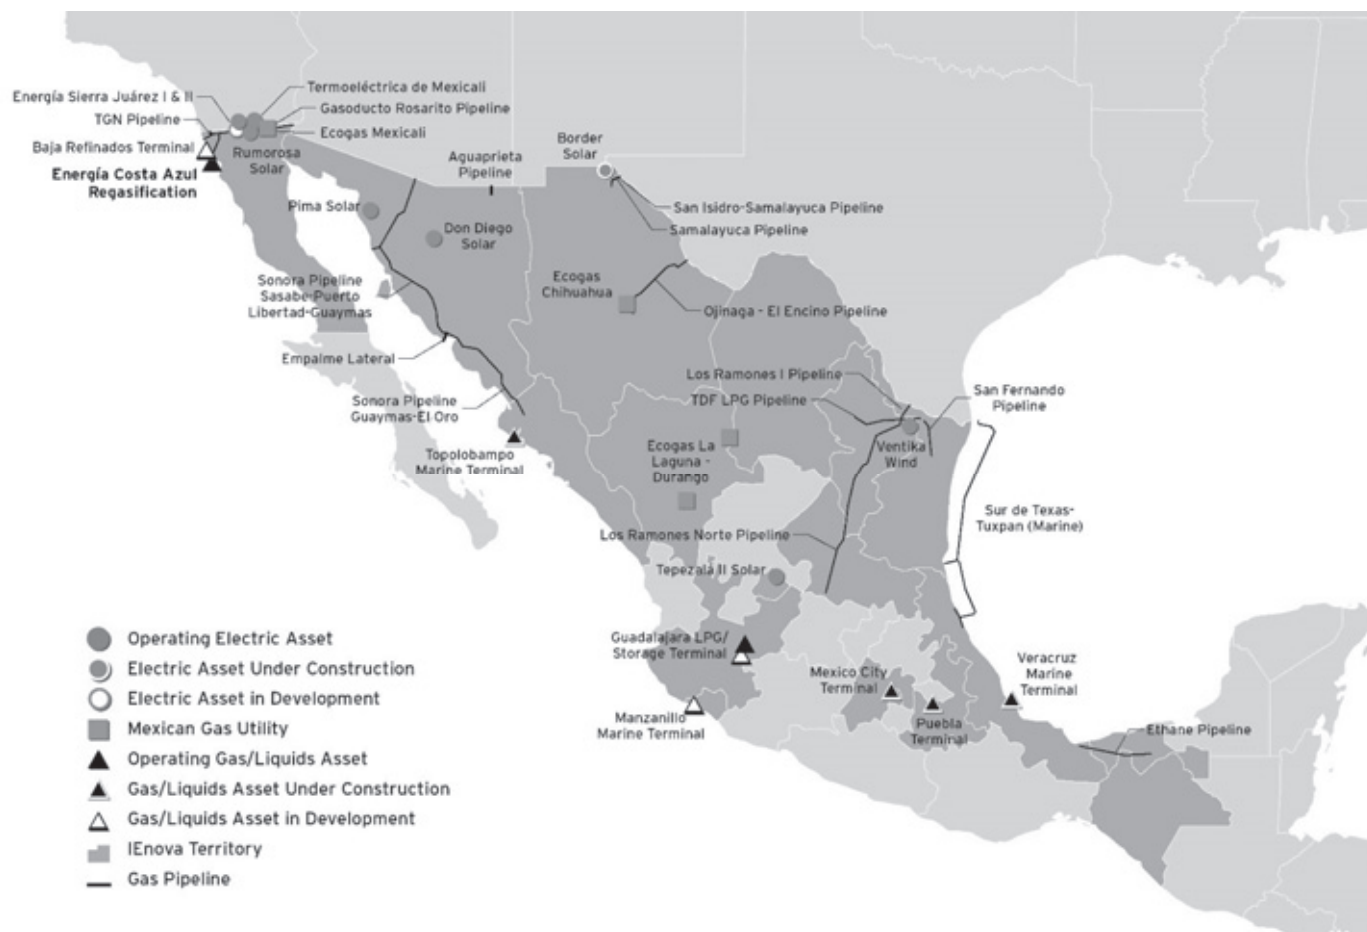 Energía Sierra Juárez I & II
Termoeléctrica de Mexicali
Gasoducto Rosarito Pipeline
TGN Pipeline
Ecogas Mexicali
Baja Refinados Terminal
Rumorosa
Solar
Energía Costa Azul
Regasification
Aguaprieta
Pipeline
Border
Solar
Pima Solar
Don Diego
Solar
San Isidro-Samalayuca Pipeline
Samalayuca Pipeline
Sonora Pipeline
Sasabe-Puerto
Libertad-Guaymas
Ecogas
Chihuahua
Ojinaga - El Encino Pipeline
Empalme Lateral
Los Ramones I Pipeline
TDF LPG Pipeline
San Fernando
Pipeline
Sonora Pipeline
Guaymas-El Oro
Topolobampo
Marine Terminal
Ecogas La
Laguna -
Durango
Ventika
Wind
Sur de Texas-
Tuxpan (Marine)
Los Ramones Norte Pipeline
Tepezalá II Solar
Guadalajara LPG/
Storage Terminal
Mexico City
Terminal
Veracruz
Marine
Terminal
Manzanillo
Marine Terminal
Puebla
Terminal
Ethane Pipeline
Operating Electric Asset
Electric Asset Under Construction
Electric Asset in Development
Mexican Gas Utility
Operating Gas/Liquids Asset
Gas/Liquids Asset Under Construction
Gas/Liquids Asset in Development
IEnova Territory
Gas Pipeline